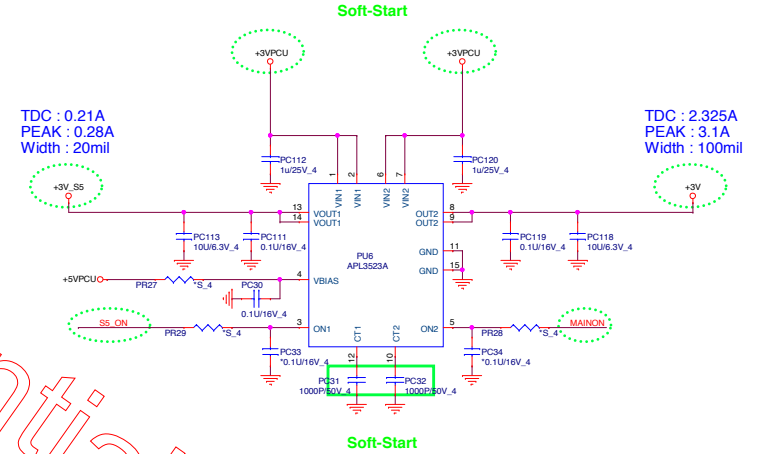 Soft-Start
+3VPCU
+3VPCU
TDC : 0.21A
PEAK : 0.28A
Width : 20mil
TDC : 2.325A
PEAK : 3.1A
Width : 100mil
PC112
1u/25V_4
PC120
1u/25V_4
1
2
6
7
VIN1
VIN1
VIN2
VIN2
+3V_S5
+3V
13
14
VOUT1
VOUT1
OUT2
OUT2
8
9
PC113
10U/6.3V_4
PC111
0.1U/16V_4
PC119
0.1U/16V_4
PC118
10U/6.3V_4
PU6
APL3523A
GND
11
GND
15
+5VPCU
PR27
*S_4
PC30
0.1U/16V_4
4
VBIAS
S5_ON
PR29
*S_4
3
ON1
CT1
CT2
ON2
5
PR28
*S_4
MAINON
12
10
PC33
*0.1U/16V_4
PC34
*0.1U/16V_4
PC31
1000P/50V_4
PC32
1000P/50V_4
Soft-Start